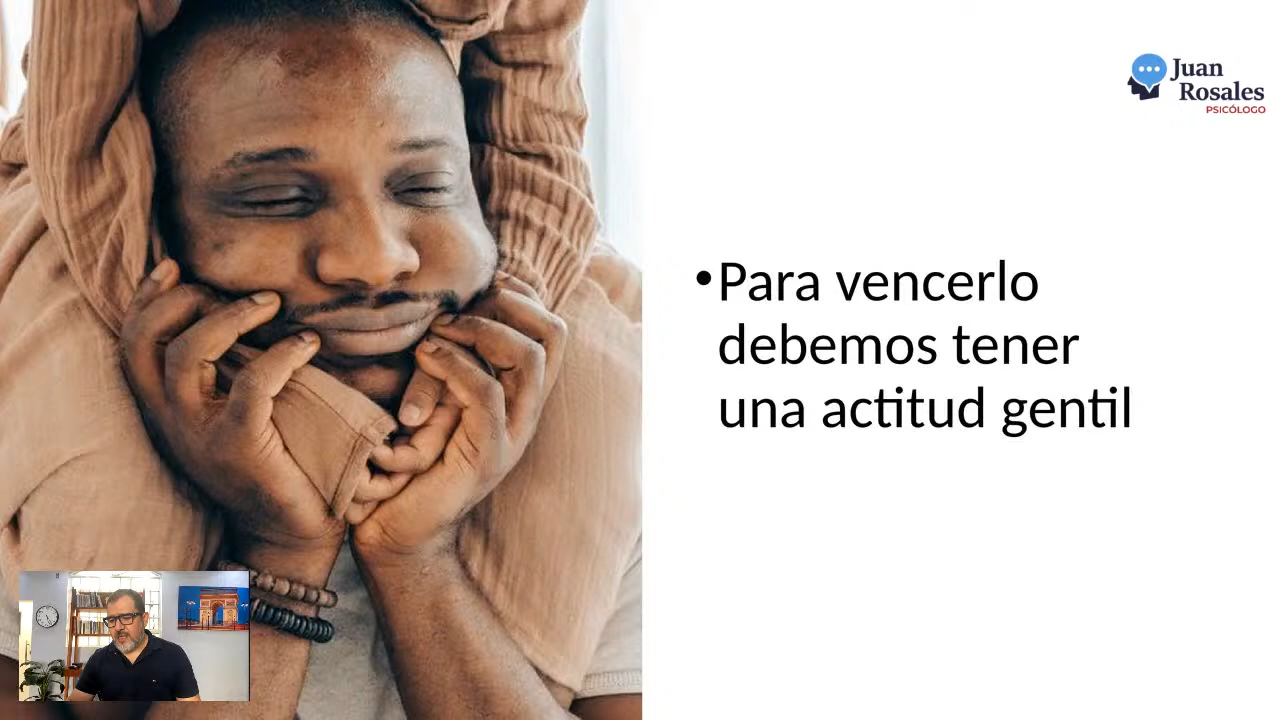 Juan
Rosales
PSICÓLOGO
•Para vencerlo
debemos tener
una actitud gentil